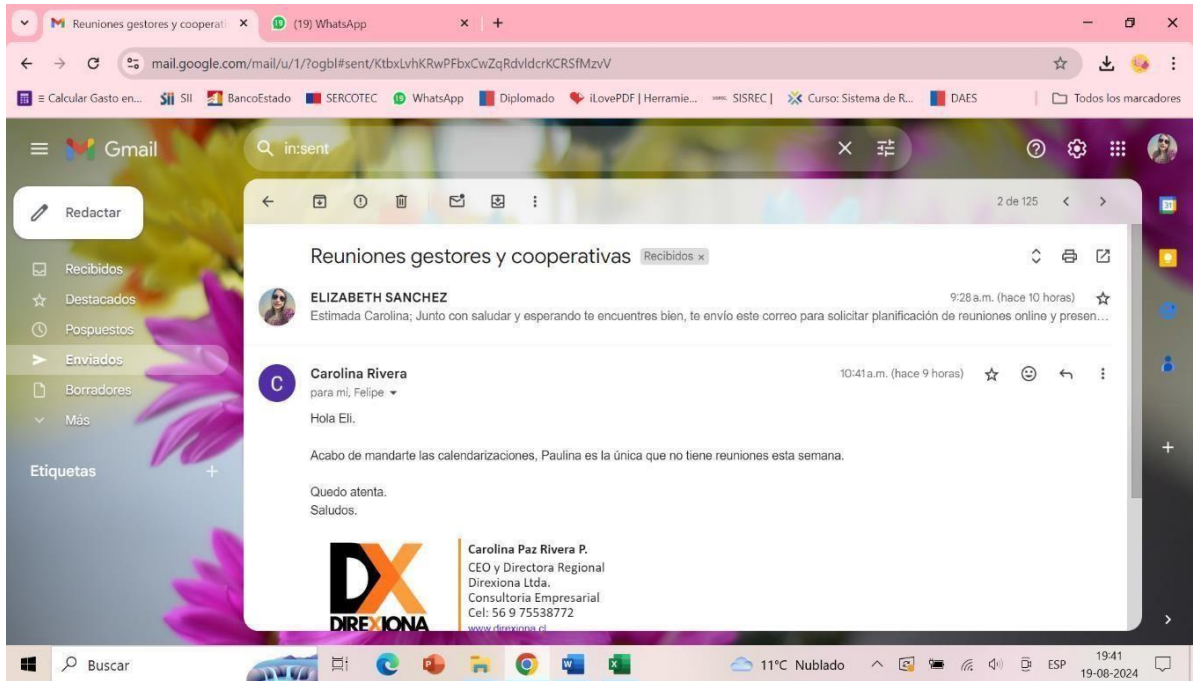 Reuniones gestores y cooperati
(19) WhatsApp
mail.google.com/mail/u/1/?ogbl#sent/KtbxLvhKRwPFbxCwZqRdvldcrKCRSfMzvV
≡ Calcular Gasto en...
SII
BancoEstado
SERCOTEC
WhatsApp
Diplomado
iLovePDF | Herramie...
SISREC |
Curso: Sistema de R...
DAES
Todos los marcadores
Gmail
in:sent
Redactar
2 de 125
Recibidos
Destacados
Pospuestos
Enviados
Borradores
Más
Etiquetas
Reuniones gestores y cooperativas Recibidos x
ELIZABETH SANCHEZ
9:28 a.m. (hace 10 horas)
Estimada Carolina; Junto con saludar y esperando te encuentres bien, te envío este correo para solicitar planificación de reuniones online y presen...
C
Carolina Rivera
10:41 a.m. (hace 9 horas)
para mi, Felipe
Hola Eli.
Acabo de mandarte las calendarizaciones, Paulina es la única que no tiene reuniones esta semana.
Quedo atenta.
Saludos.
DX
DIREXIONA
Carolina Paz Rivera P.
CEO y Directora Regional
Direxiona Ltda.
Consultoria Empresarial
Cel: 56 9 75538772
www.direxiona.cl
Buscar
11°C Nublado
ESP
19:41
19-08-2024